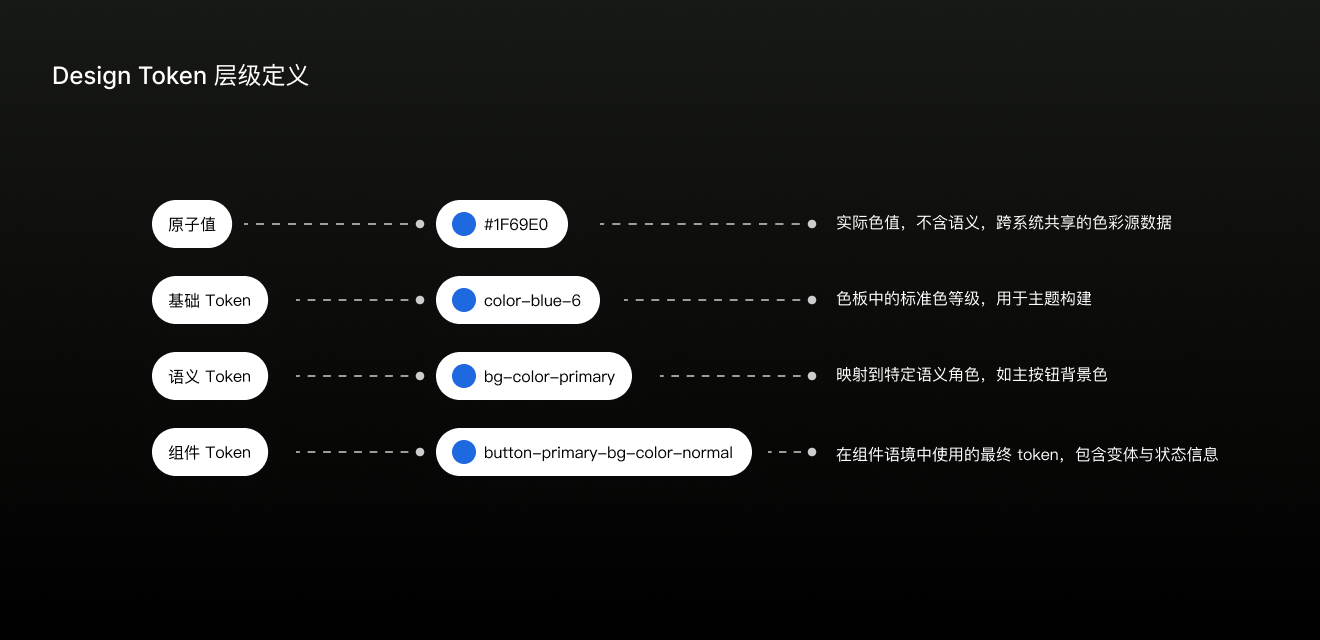 Design Token 层级定义
原子值
#1F69E0
实际色值，不含语义，跨系统共享的色彩源数据
基础 Token
color-blue-6
色板中的标准色等级，用于主题构建
语义 Token
bg-color-primary
映射到特定语义角色，如主按钮背景色
组件 Token
button-primary-bg-color-normal
在组件语境中使用的最终 token，包含变体与状态信息